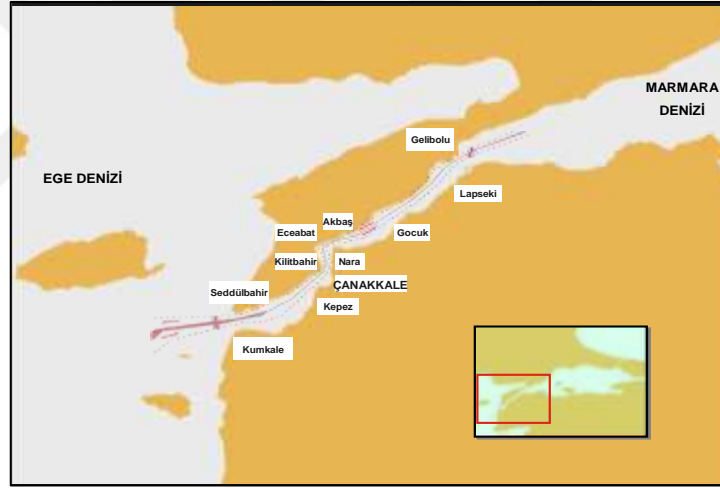 MARMARA
DENİZİ
Gelibolu
EGE DENİZİ
Lapseki
Akbaş
Eceabat
Gocuk
Kilitbahir
Nara
ÇANAKKALE
Seddülbahir
Kepez
Kumkale